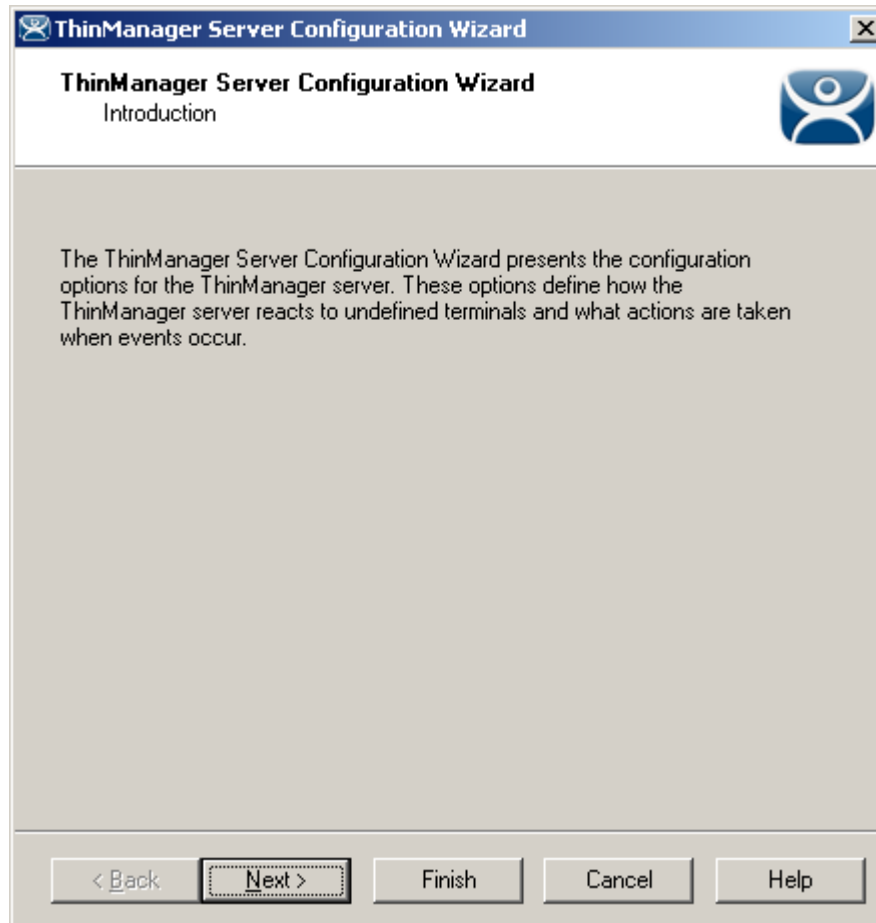 ThinManager Server Configuration Wizard
ThinManager Server Configuration Wizard
Introduction
The ThinManager Server Configuration Wizard presents the configuration
options for the ThinManager server. These options define how the
ThinManager server reacts to undefined terminals and what actions are taken
when events occur.
< Back
Next >
Finish
Cancel
Help